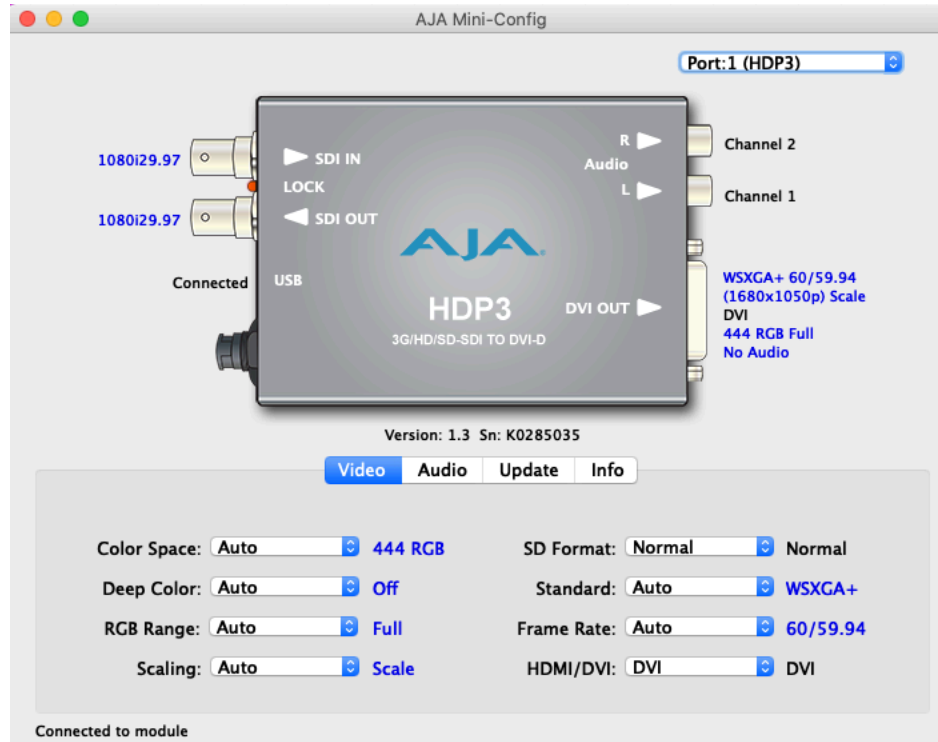 AJA Mini-Config
Port:1 (HDP3)
1080i29.97
SDI IN
R
Audio
Channel 2
LOCK
L
Channel 1
1080i29.97
SDI OUT
AJA
Connected
USB
HDP3
DVI OUT
3G/HD/SD-SDI TO DVI-D
WSXGA+ 60/59.94
(1680x1050p) Scale
DVI
444 RGB Full
No Audio
Version: 1.3 Sn: K0285035
Video Audio Update Info
Color Space: Auto 444 RGB SD Format: Normal Normal
Deep Color: Auto Off Standard: Auto WSXGA+
RGB Range: Auto Full Frame Rate: Auto 60/59.94
Scaling: Auto Scale HDMI/DVI: DVI DVI
Connected to module